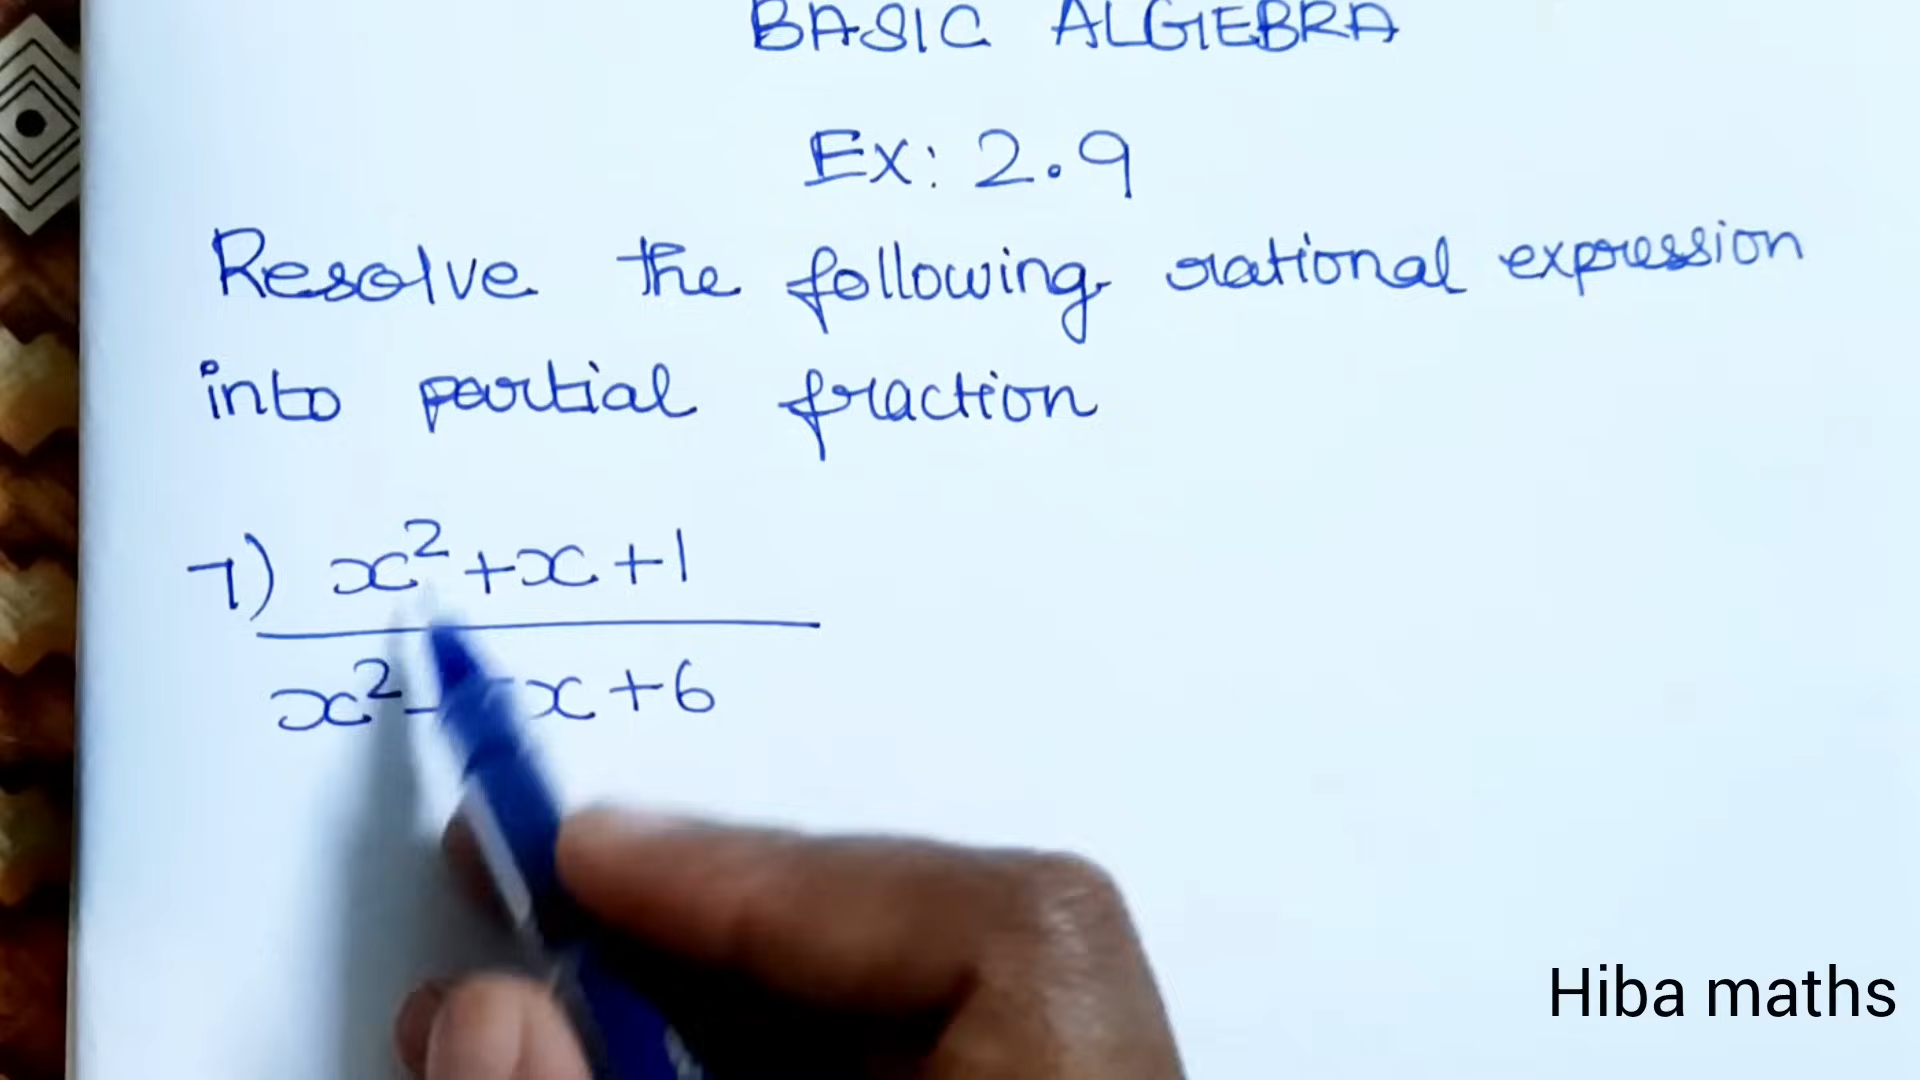 BASIC ALGEBRA
Ex: 2.9
Resolve the following rational expression
into partial fraction
7) x²+x+1
x²- x+6
Hiba maths